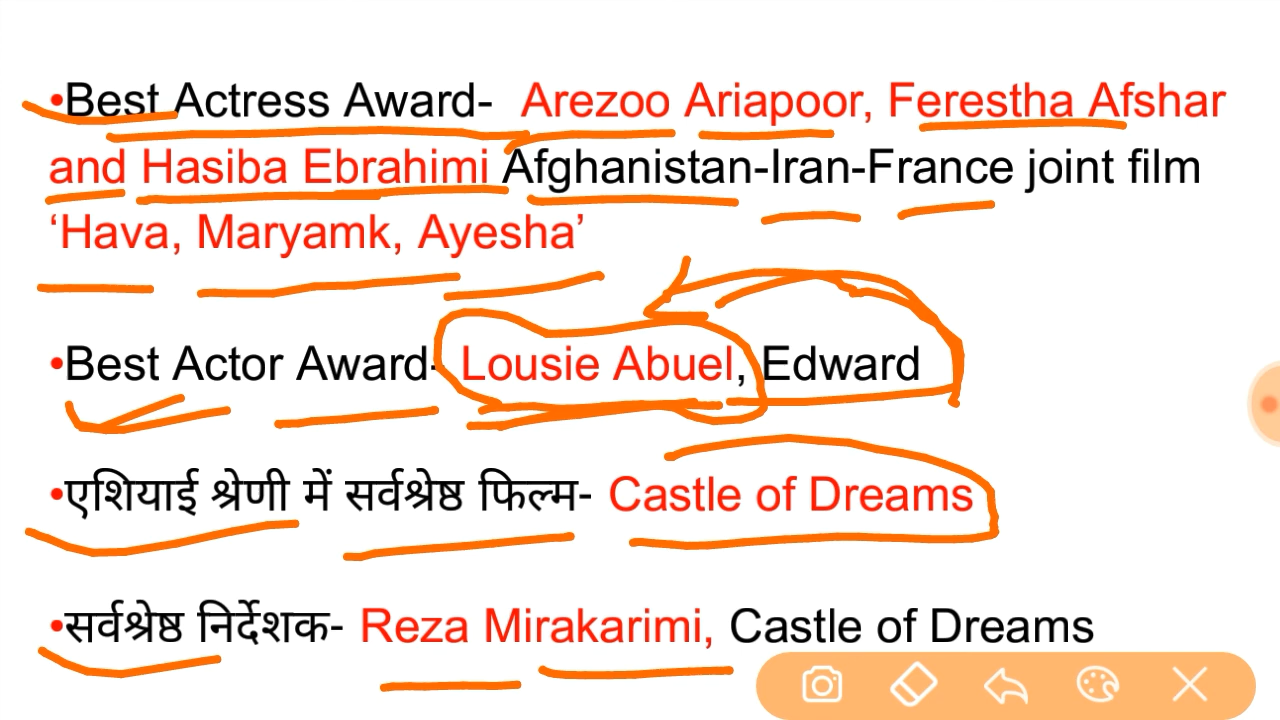 •Best Actress Award- Arezoo Ariapoor, Ferestha Afshar
and Hasiba Ebrahimi Afghanistan-Iran-France joint film
‘Hava, Maryamk, Ayesha’
•Best Actor Award- Lousie Abuel, Edward
•एशियाई श्रेणी में सर्वश्रेष्ठ फिल्म- Castle of Dreams
•सर्वश्रेष्ठ निर्देशक- Reza Mirakarimi, Castle of Dreams